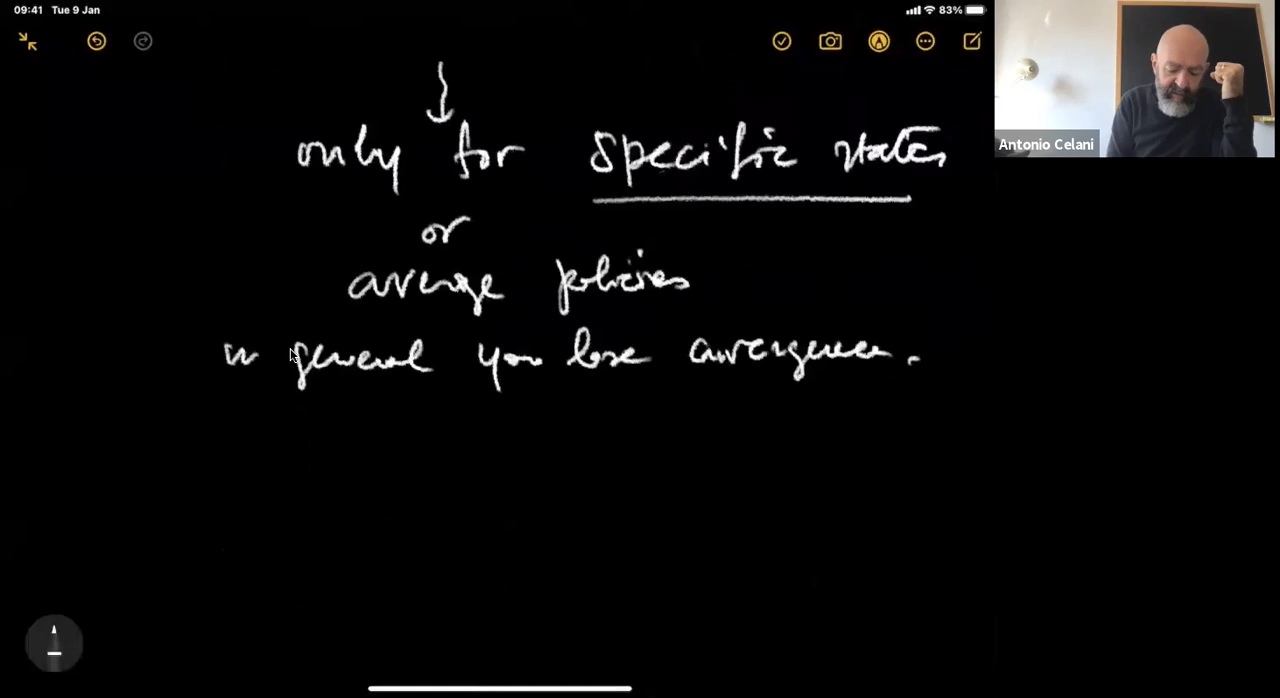 09:41 Tue 9 Jan
83%
only for specific states
or
average policies
in general you lose convergence.
Antonio Celani